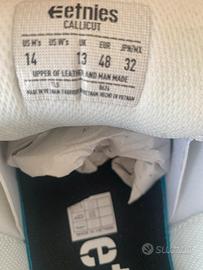 etnies
CALLICUT
US M's US W's UK EUR JPN/MX
14 13 48 32
UPPER OF LEATHER AND MAN MADE
MADE IN VIETNAM
etnies
SUBITO